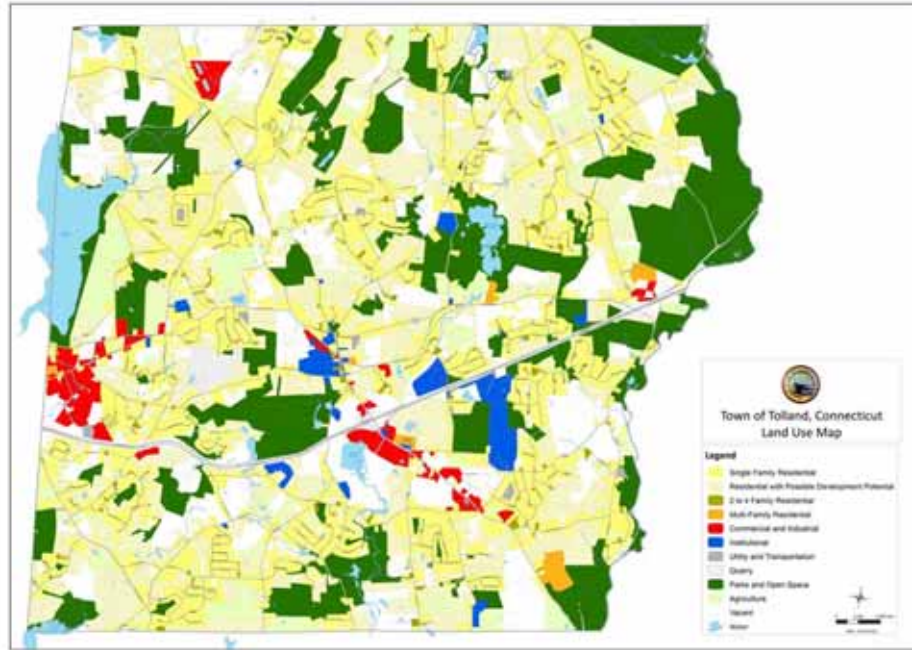 Town of Tolland, Connecticut
Land Use Map
Legend
Single Family Residential
Residential with Possible Development Potential
2 to 4 Family Residential
Multi-Family Residential
Commercial and Industrial
Institutional
Utility and Transportation
Quarry
Parks and Open Space
Agriculture
Vacant
Water